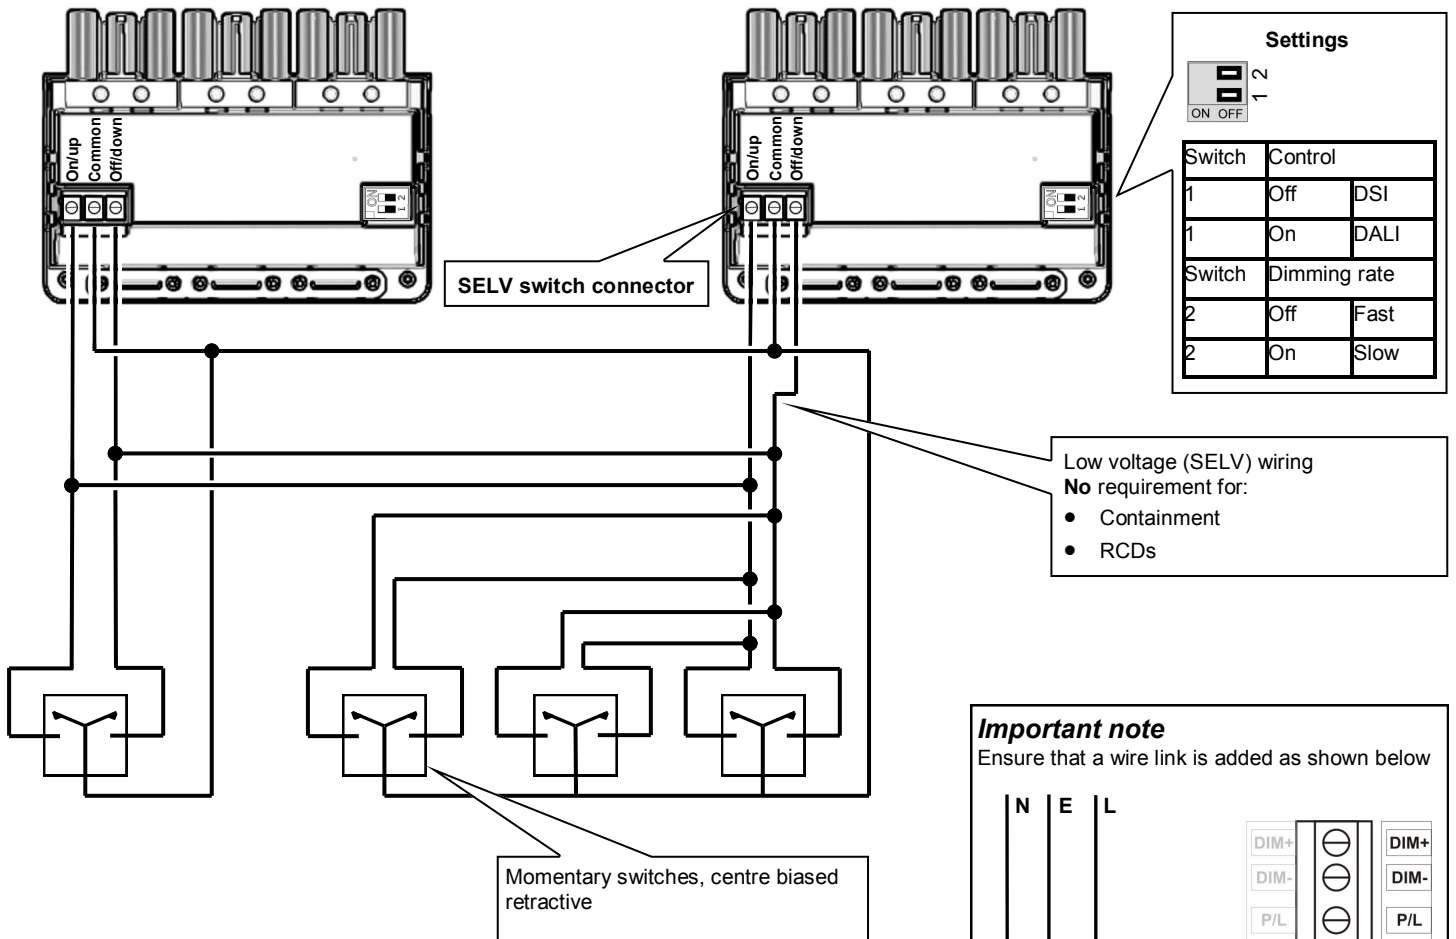 On/up
Common
Off/down
ON
1 2
On/up
Common
Off/down
ON
1 2
SELV switch connector
Settings
ON OFF
1 2
Switch Control
1 Off DSI
1 On DALI
Switch Dimming rate
2 Off Fast
2 On Slow
Low voltage (SELV) wiring
No requirement for:
• Containment
• RCDs
Momentary switches, centre biased
retractive
Important note
Ensure that a wire link is added as shown below
N E L
DIM+ DIM+
DIM- DIM-
P/L P/L